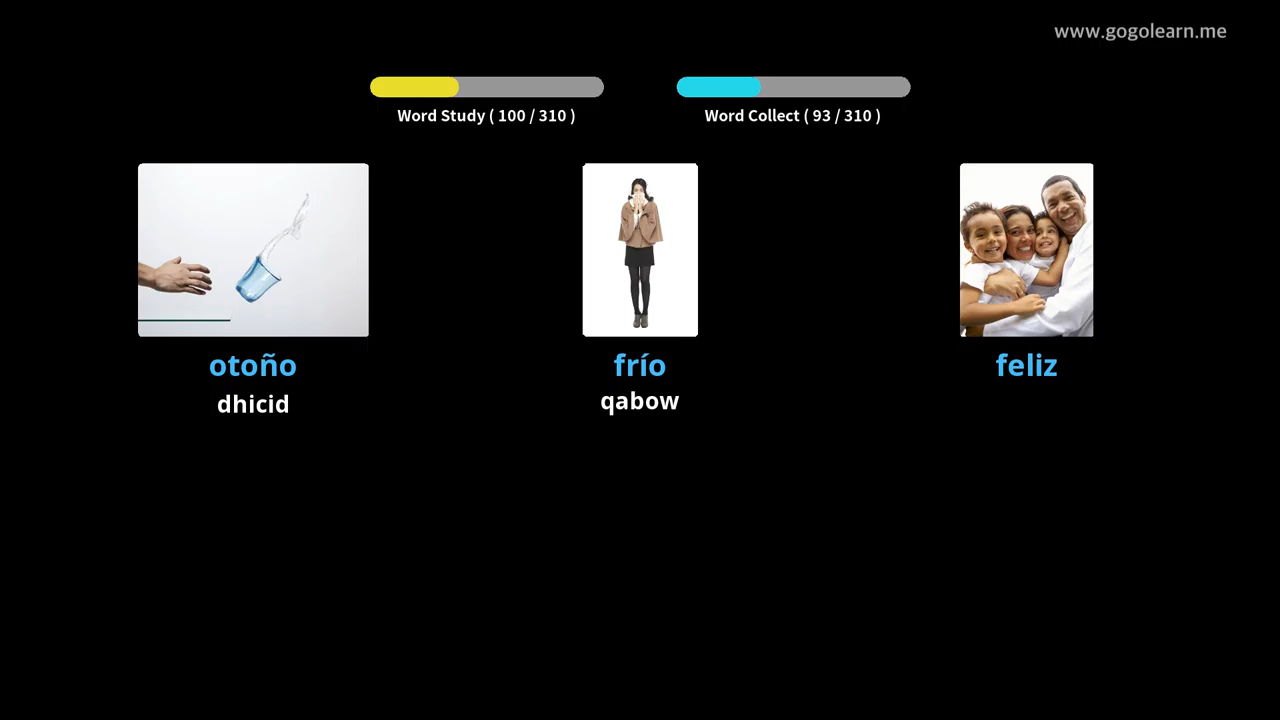 www.gogolearn.me
Word Study ( 100 / 310 )
Word Collect ( 93 / 310 )
otoño
dhicid
frío
qabow
feliz